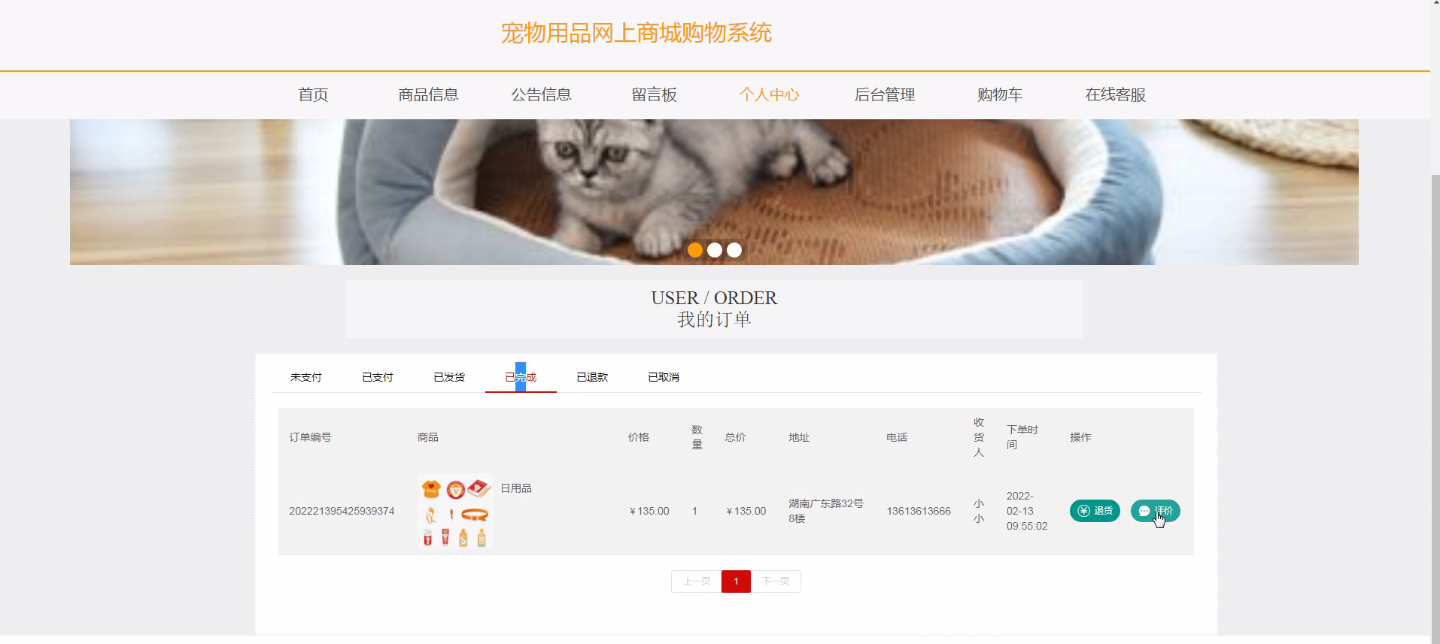 宠物用品网上商城购物系统
首页 商品信息 公告信息 留言板 个人中心 后台管理 购物车 在线客服
USER / ORDER
我的订单
未支付 已支付 已发货 已完成 已退款 已取消
订单编号 商品 价格 数量 总价 地址 电话 收货人 下单时间 操作
202221395425939374 日用品 ￥135.00 1 ￥135.00 湖南广东路32号8楼 13613613666 小小 2022-02-13 09:55:02 退货 评价
上一页 1 下一页